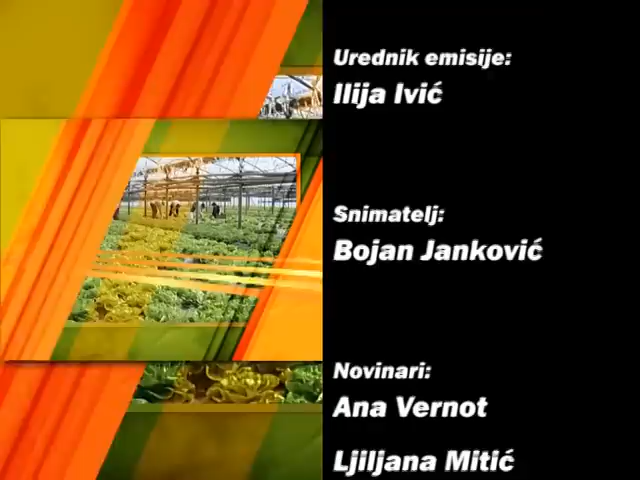 Urednik emisije:
Ilija Ivić
Snimatelj:
Bojan Janković
Novinari:
Ana Vernot
Ljiljana Mitić